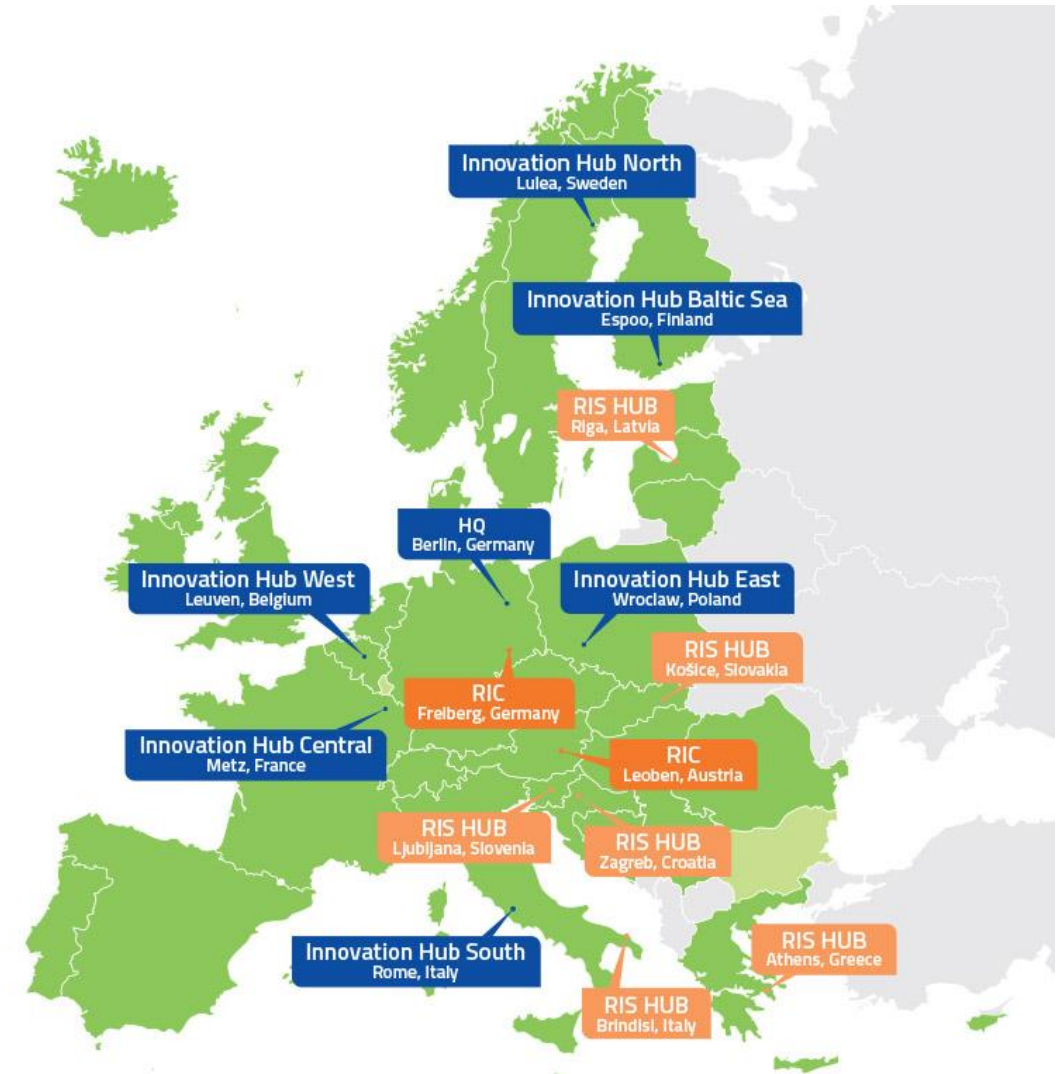 Innovation Hub North
Lulea, Sweden
Innovation Hub Baltic Sea
Espoo, Finland
RIS HUB
Riga, Latvia
HQ
Berlin, Germany
Innovation Hub West
Leuven, Belgium
Innovation Hub East
Wroclaw, Poland
RIS HUB
Košice, Slovakia
RIC
Freiberg, Germany
Innovation Hub Central
Metz, France
RIC
Leoben, Austria
RIS HUB
Ljubijana, Slovenia
RIS HUB
Zagreb, Croatia
Innovation Hub South
Rome, Italy
RIS HUB
Athens, Greece
RIS HUB
Brindisi, Italy